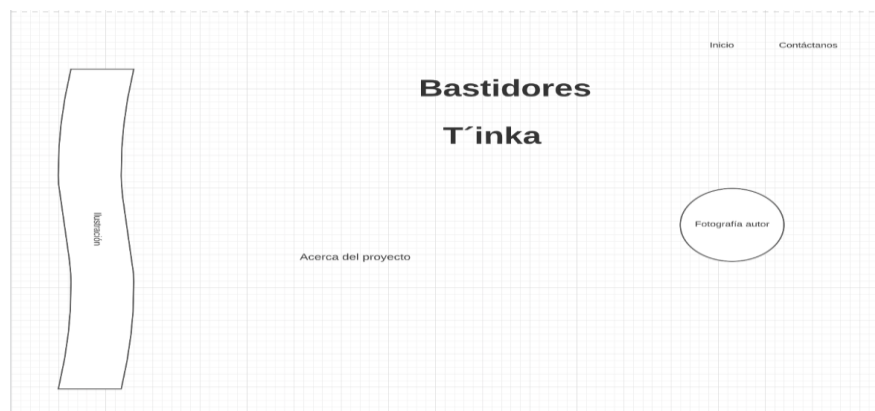 Inicio Contáctanos
Bastidores
T´inka
Ilustración
Fotografía autor
Acerca del proyecto